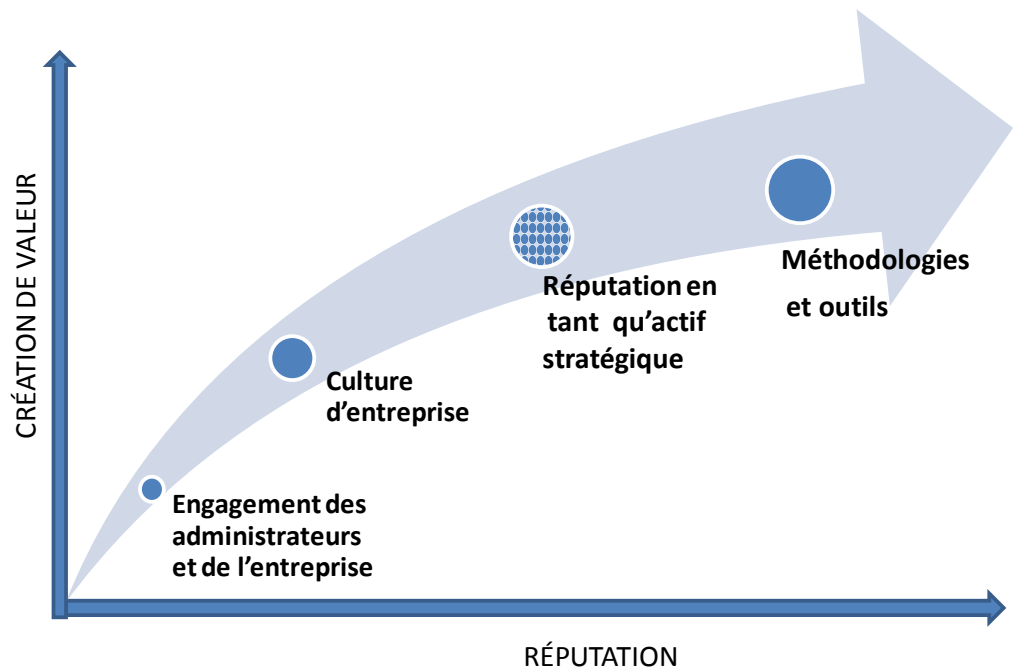 CRÉATION DE VALEUR
Méthodologies
et outils
Réputation en
tant qu’actif
stratégique
Culture
d’entreprise
Engagement des
administrateurs
et de l’entreprise
RÉPUTATION